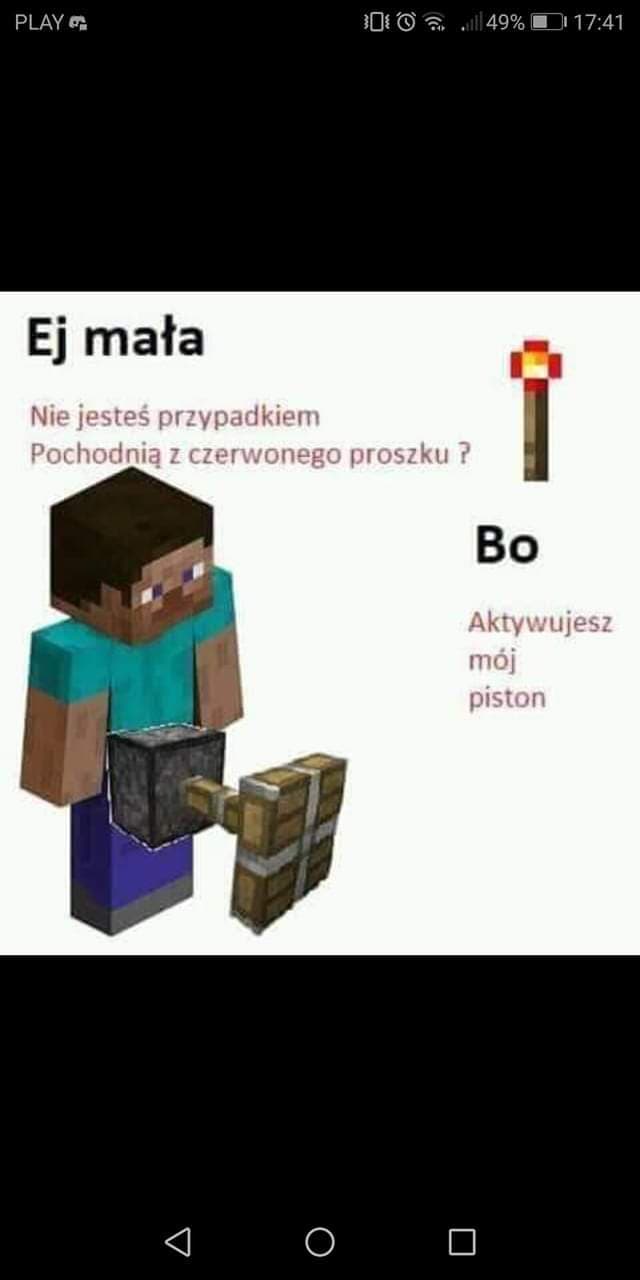 PLAY 49% 17:41
Ej mała
Nie jesteś przypadkiem
Pochodnią z czerwonego proszku ?
Bo
Aktywujesz
mój
piston